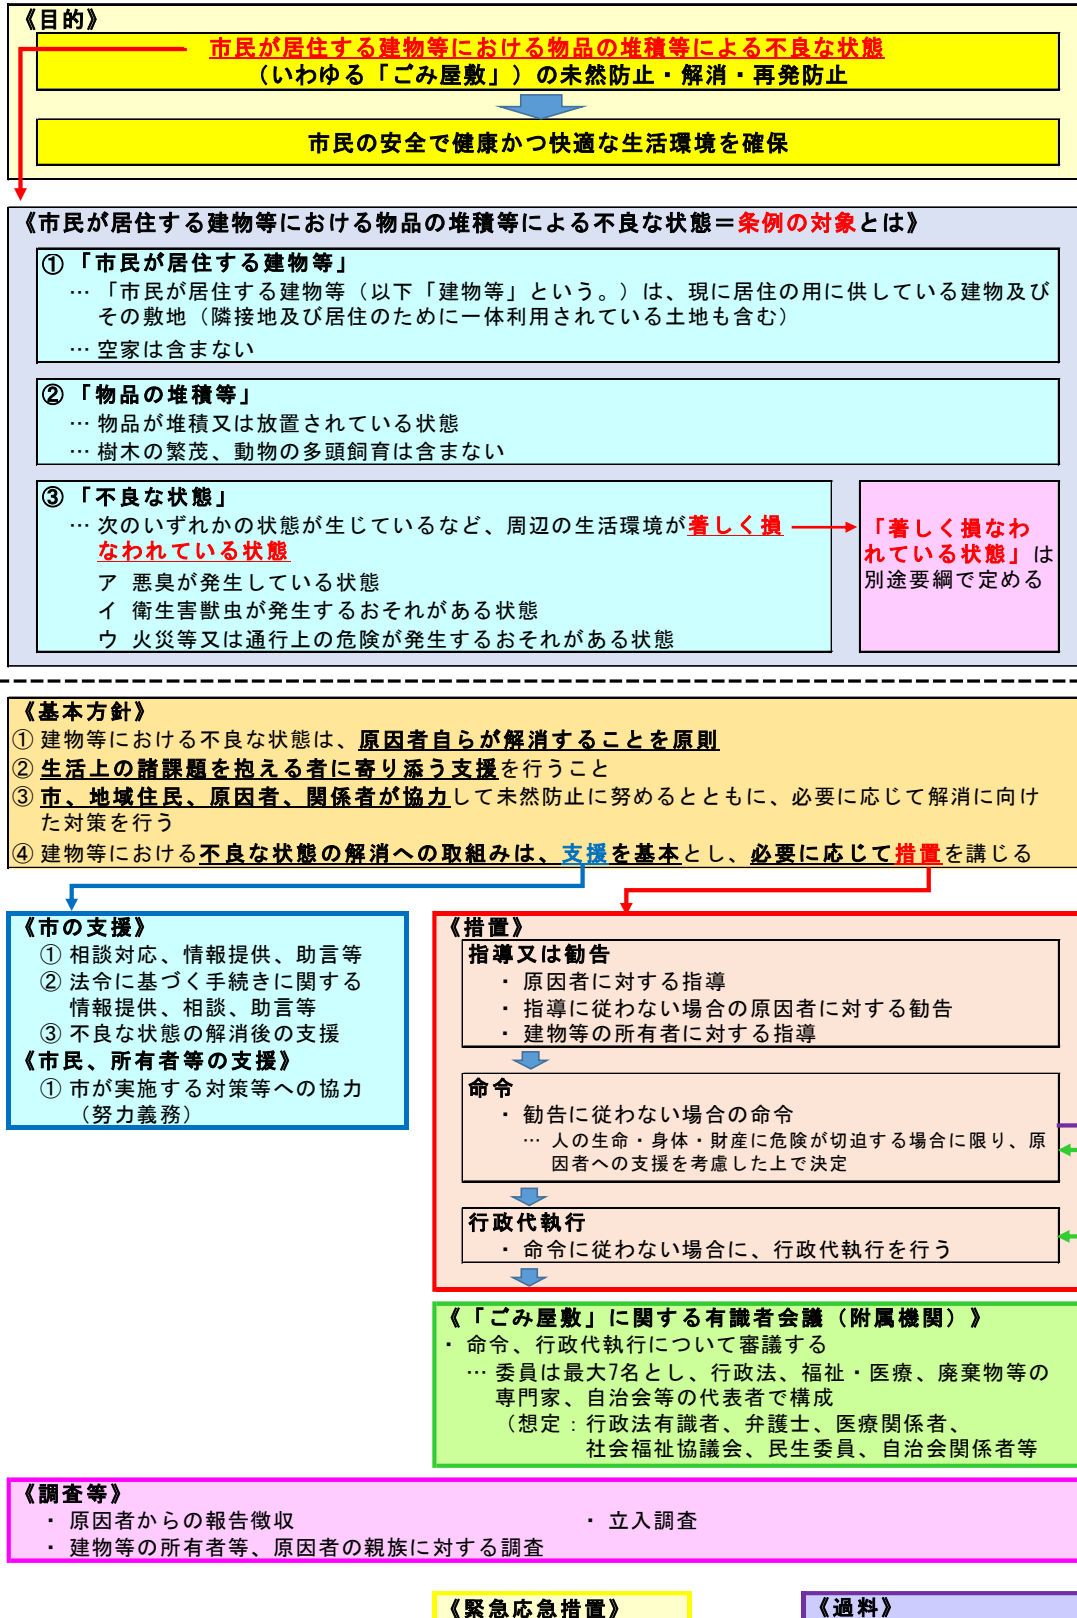 《目的》
市民が居住する建物等における物品の堆積等による不良な状態
（いわゆる「ごみ屋敷」）の未然防止・解消・再発防止
市民の安全で健康かつ快適な生活環境を確保
《市民が居住する建物等における物品の堆積等による不良な状態＝条例の対象とは》
①「市民が居住する建物等」
…「市民が居住する建物等（以下「建物等」という。）は、現に居住の用に供している建物及び
その敷地（隣接地及び居住のために一体利用されている土地も含む）
… 空家は含まない
②「物品の堆積等」
… 物品が堆積又は放置されている状態
… 樹木の繁茂、動物の多頭飼育は含まない
③「不良な状態」
… 次のいずれかの状態が生じているなど、周辺の生活環境が著しく損
なわれている状態
ア 悪臭が発生している状態
イ 衛生害獣虫が発生するおそれがある状態
ウ 火災等又は通行上の危険が発生するおそれがある状態
「著しく損なわ
れている状態」は
別途要綱で定める
《基本方針》
① 建物等における不良な状態は、原因者自らが解消することを原則
② 生活上の諸課題を抱える者に寄り添う支援を行うこと
③ 市、地域住民、原因者、関係者が協力して未然防止に努めるとともに、必要に応じて解消に向け
た対策を行う
④ 建物等における不良な状態の解消への取組みは、支援を基本とし、必要に応じて措置を講じる
《市の支援》
① 相談対応、情報提供、助言等
② 法令に基づく手続きに関する
情報提供、相談、助言等
③ 不良な状態の解消後の支援
《市民、所有者等の支援》
① 市が実施する対策等への協力
（努力義務）
《措置》
指導又は勧告
・ 原因者に対する指導
・ 指導に従わない場合の原因者に対する勧告
・ 建物等の所有者に対する指導
命令
・ 勧告に従わない場合の命令
… 人の生命・身体・財産に危険が切迫する場合に限り、原
因者への支援を考慮した上で決定
行政代執行
・ 命令に従わない場合に、行政代執行を行う
《「ごみ屋敷」に関する有識者会議（附属機関）》
・ 命令、行政代執行について審議する
… 委員は最大7名とし、行政法、福祉・医療、廃棄物等の
専門家、自治会等の代表者で構成
（想定：行政法有識者、弁護士、医療関係者、
社会福祉協議会、民生委員、自治会関係者等
《調査等》
・ 原因者からの報告徴収 ・ 立入調査
・ 建物等の所有者等、原因者の親族に対する調査
《緊急応急措置》
《過料》